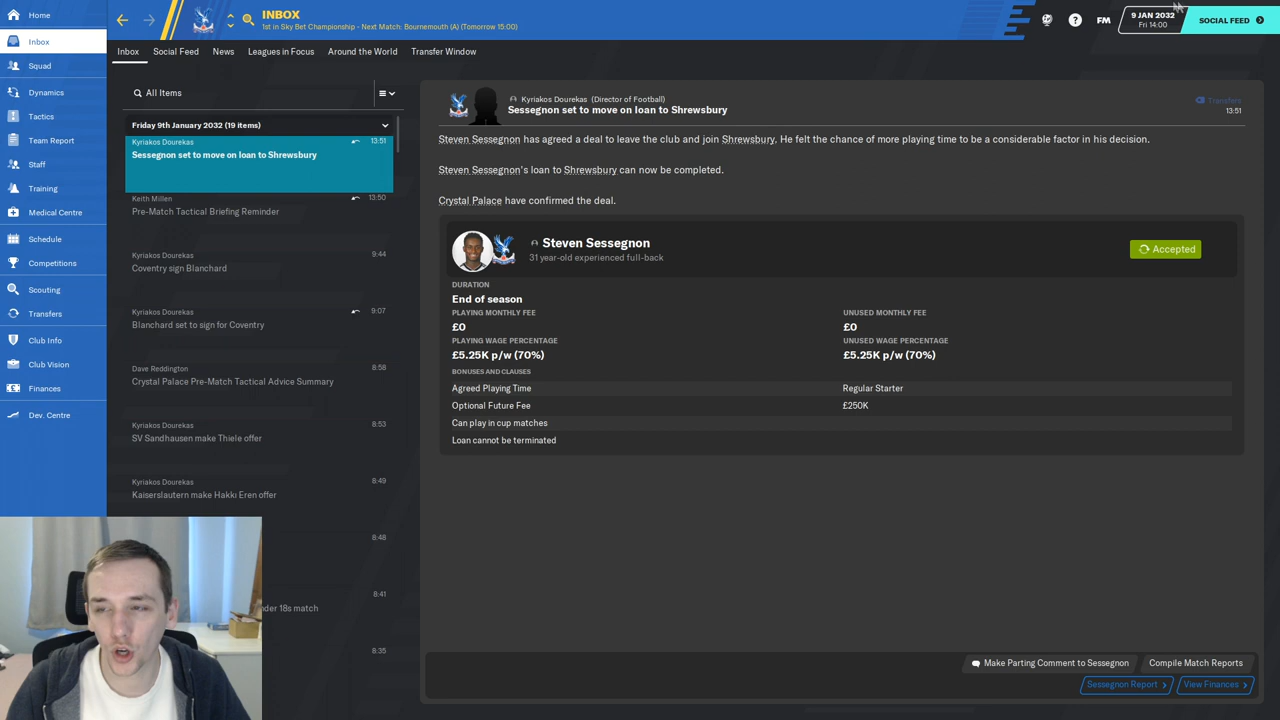 Home
Inbox
Squad
Dynamics
Tactics
Team Report
Staff
Training
Medical Centre
Schedule
Competitions
Scouting
Transfers
Club Info
Club Vision
Finances
Dev. Centre
INBOX
1st in Sky Bet Championship - Next Match: Bournemouth (A) (Tomorrow 15:00)
?
FM
9 JAN 2032
Fri 14:00
SOCIAL FEED
Inbox Social Feed News Leagues in Focus Around the World Transfer Window
All Items
Friday 9th January 2032 (19 items)
Kyriakos Dourekas 13:51
Sessegnon set to move on loan to Shrewsbury
Keith Millen 13:50
Pre-Match Tactical Briefing Reminder
Kyriakos Dourekas 9:44
Coventry sign Blanchard
Kyriakos Dourekas 9:07
Blanchard set to sign for Coventry
Dave Reddington 8:58
Crystal Palace Pre-Match Tactical Advice Summary
Kyriakos Dourekas 8:53
SV Sandhausen make Thiele offer
Kyriakos Dourekas 8:49
Kaiserslautern make Hakkı Eren offer
8:48
8:41
nder 18s match
8:35
Kyriakos Dourekas (Director of Football)
Sessegnon set to move on loan to Shrewsbury
Transfers
13:51
Steven Sessegnon has agreed a deal to leave the club and join Shrewsbury. He felt the chance of more playing time to be a considerable factor in his decision.
Steven Sessegnon's loan to Shrewsbury can now be completed.
Crystal Palace have confirmed the deal.
Steven Sessegnon
31 year-old experienced full-back
Accepted
DURATION
End of season
PLAYING MONTHLY FEE UNUSED MONTHLY FEE
£0 £0
PLAYING WAGE PERCENTAGE UNUSED WAGE PERCENTAGE
£5.25K p/w (70%) £5.25K p/w (70%)
BONUSES AND CLAUSES
Agreed Playing Time Regular Starter
Optional Future Fee £250K
Can play in cup matches
Loan cannot be terminated
Make Parting Comment to Sessegnon Compile Match Reports
Sessegnon Report View Finances